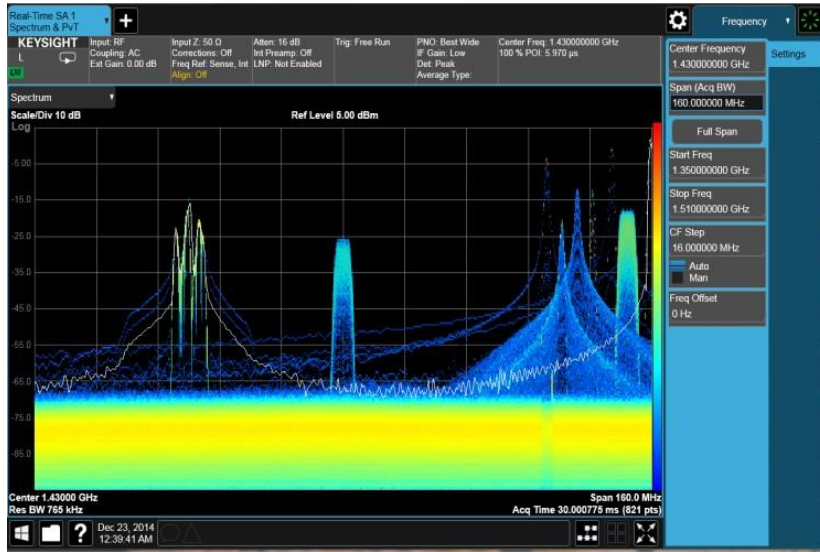 Real-Time SA 1
Spectrum & PvT
Frequency
KEYSIGHT
L
Input: RF
Coupling: AC
Ext Gain: 0.00 dB
Input Z: 50 Ω
Corrections: Off
Freq Ref: Sense, Int
Align: Off
Atten: 16 dB
Int Preamp: Off
LNP: Not Enabled
Trig: Free Run
PNO: Best Wide
IF Gain: Low
Det: Peak
Average Type:
Center Freq: 1.430000000 GHz
100 % POI: 5.970 µs
Center Frequency
1.430000000 GHz
Settings
Span (Acq BW)
160.000000 MHz
Full Span
Start Freq
1.350000000 GHz
Stop Freq
1.510000000 GHz
CF Step
16.000000 MHz
Auto
Man
Freq Offset
0 Hz
Spectrum
Scale/Div 10 dB
Ref Level 5.00 dBm
Log
-5.00
-15.0
-25.0
-35.0
-45.0
-55.0
-65.0
-75.0
-85.0
Center 1.43000 GHz
Span 160.0 MHz
Res BW 765 kHz
Acq Time 30.000775 ms (821 pts)
?
Dec 23, 2014
12:39:41 AM